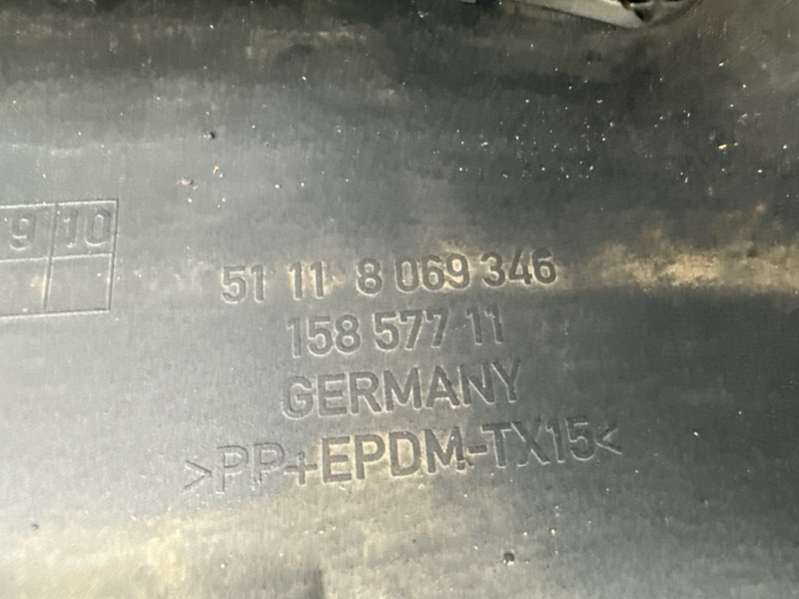 9 10
51 11 8 069 346
158 577 11
GERMANY
>PP+EPDM-TX15<